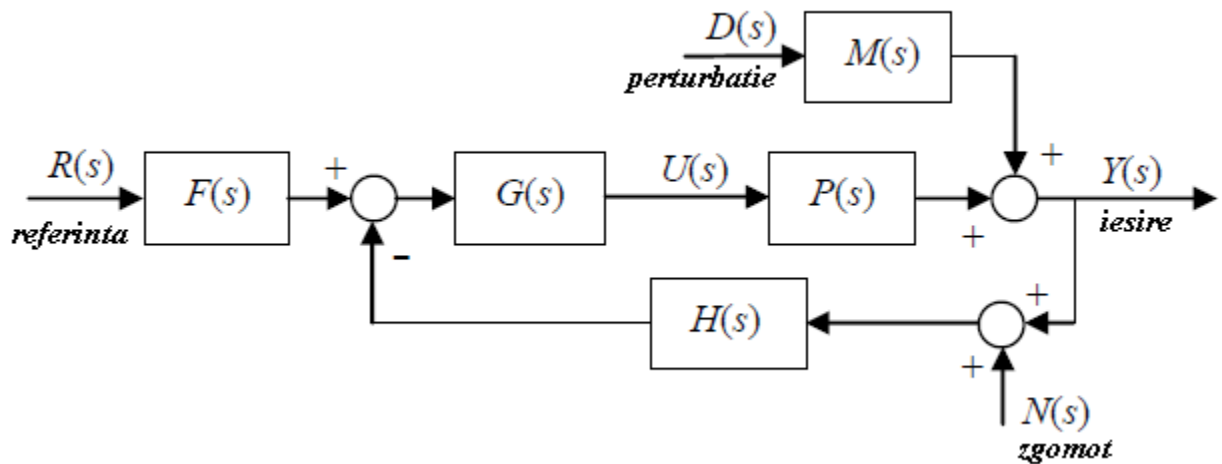 D(s)
perturbatie
M(s)
+
R(s)
referinta
F(s)
+
-
G(s)
U(s)
P(s)
+
Y(s)
iesire
H(s)
+
+
N(s)
zgomot